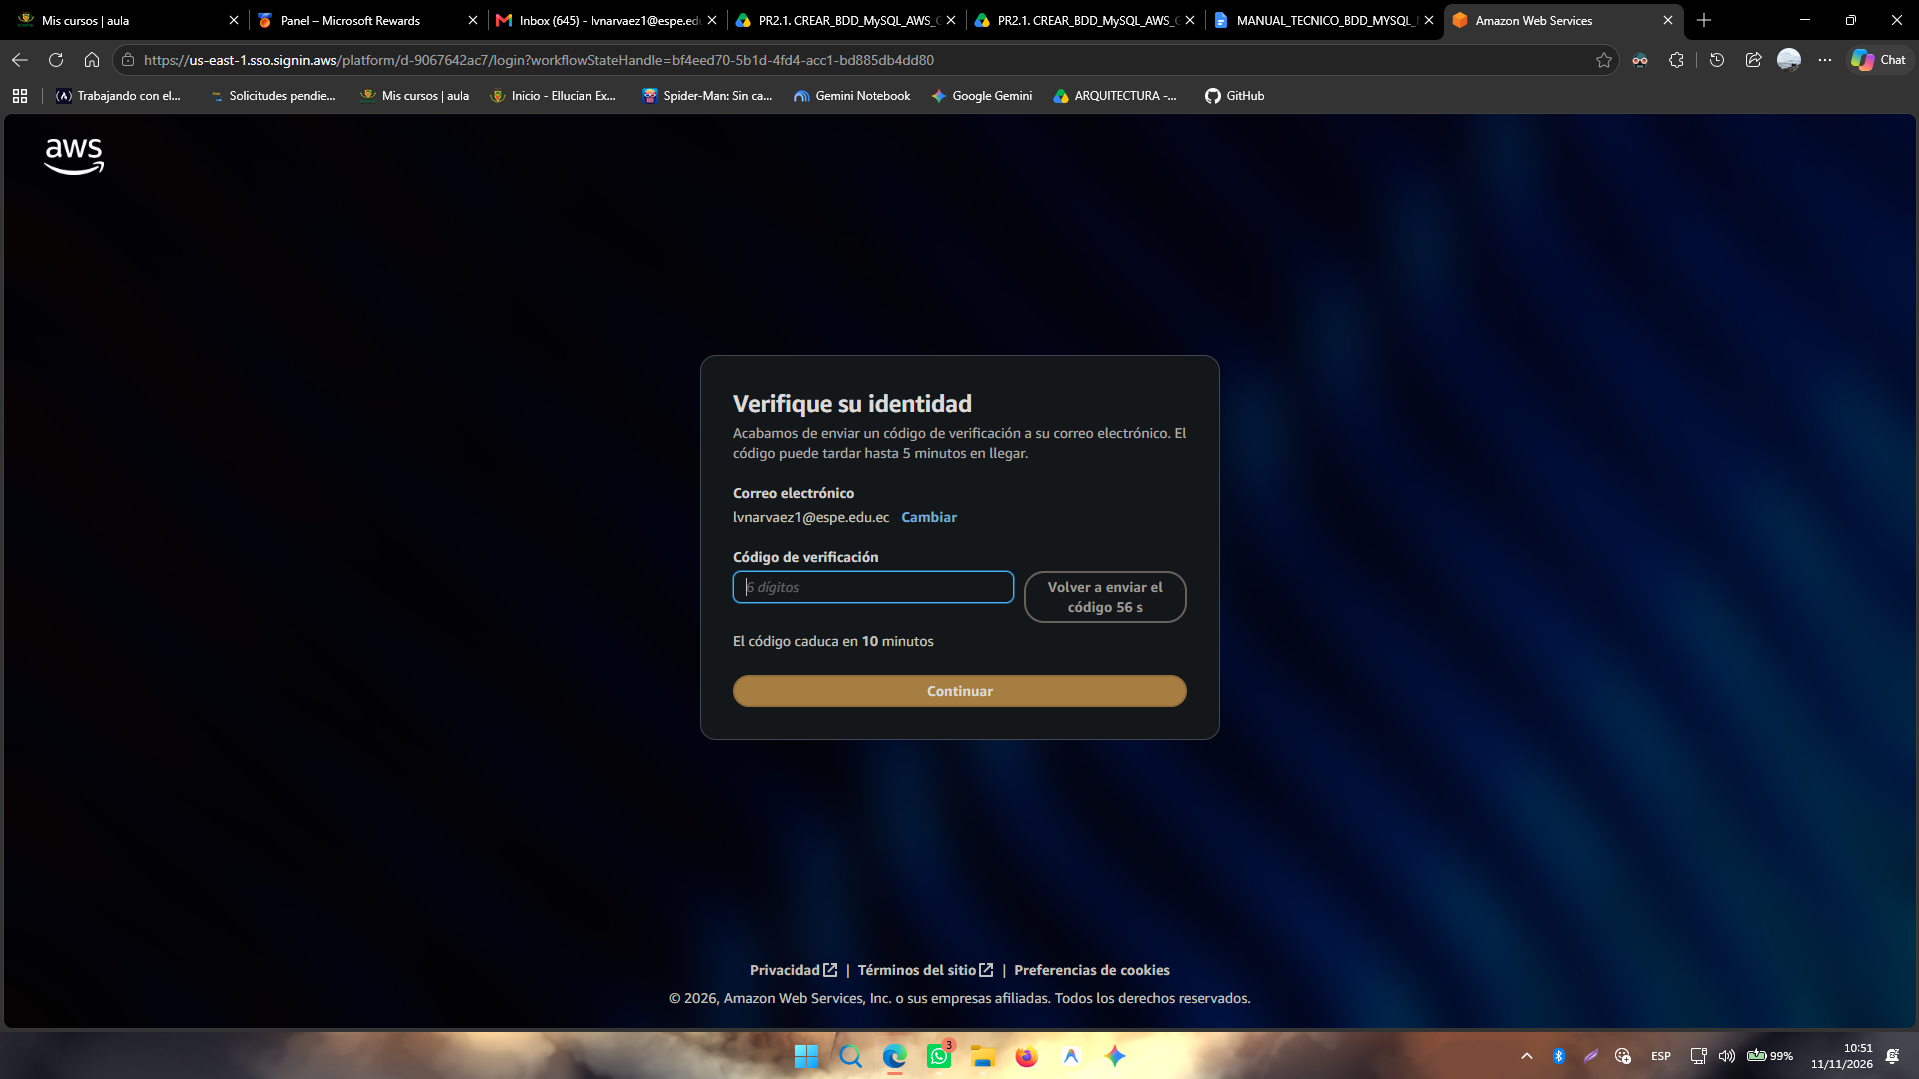 Mis cursos | aula
Panel – Microsoft Rewards
Inbox (645) - lvnarvaez1@espe.edu
PR2.1. CREAR_BDD_MySQL_AWS_
PR2.1. CREAR_BDD_MySQL_AWS_
MANUAL_TECNICO_BDD_MYSQL_
Amazon Web Services
https://us-east-1.sso.signin.aws/platform/d-9067642ac7/login?workflowStateHandle=bf4eed70-5b1d-4fd4-acc1-bd885db4dd80
Chat
Trabajando con el...
Solicitudes pendie...
Mis cursos | aula
Inicio - Ellucian Ex...
Spider-Man: Sin ca...
Gemini Notebook
Google Gemini
ARQUITECTURA -...
GitHub
aws
Verifique su identidad
Acabamos de enviar un código de verificación a su correo electrónico. El
código puede tardar hasta 5 minutos en llegar.
Correo electrónico
lvnarvaez1@espe.edu.ec Cambiar
Código de verificación
6 dígitos
Volver a enviar el
código 56 s
El código caduca en 10 minutos
Continuar
Privacidad | Términos del sitio | Preferencias de cookies
© 2026, Amazon Web Services, Inc. o sus empresas afiliadas. Todos los derechos reservados.
3
ESP
99%
10:51
11/11/2026